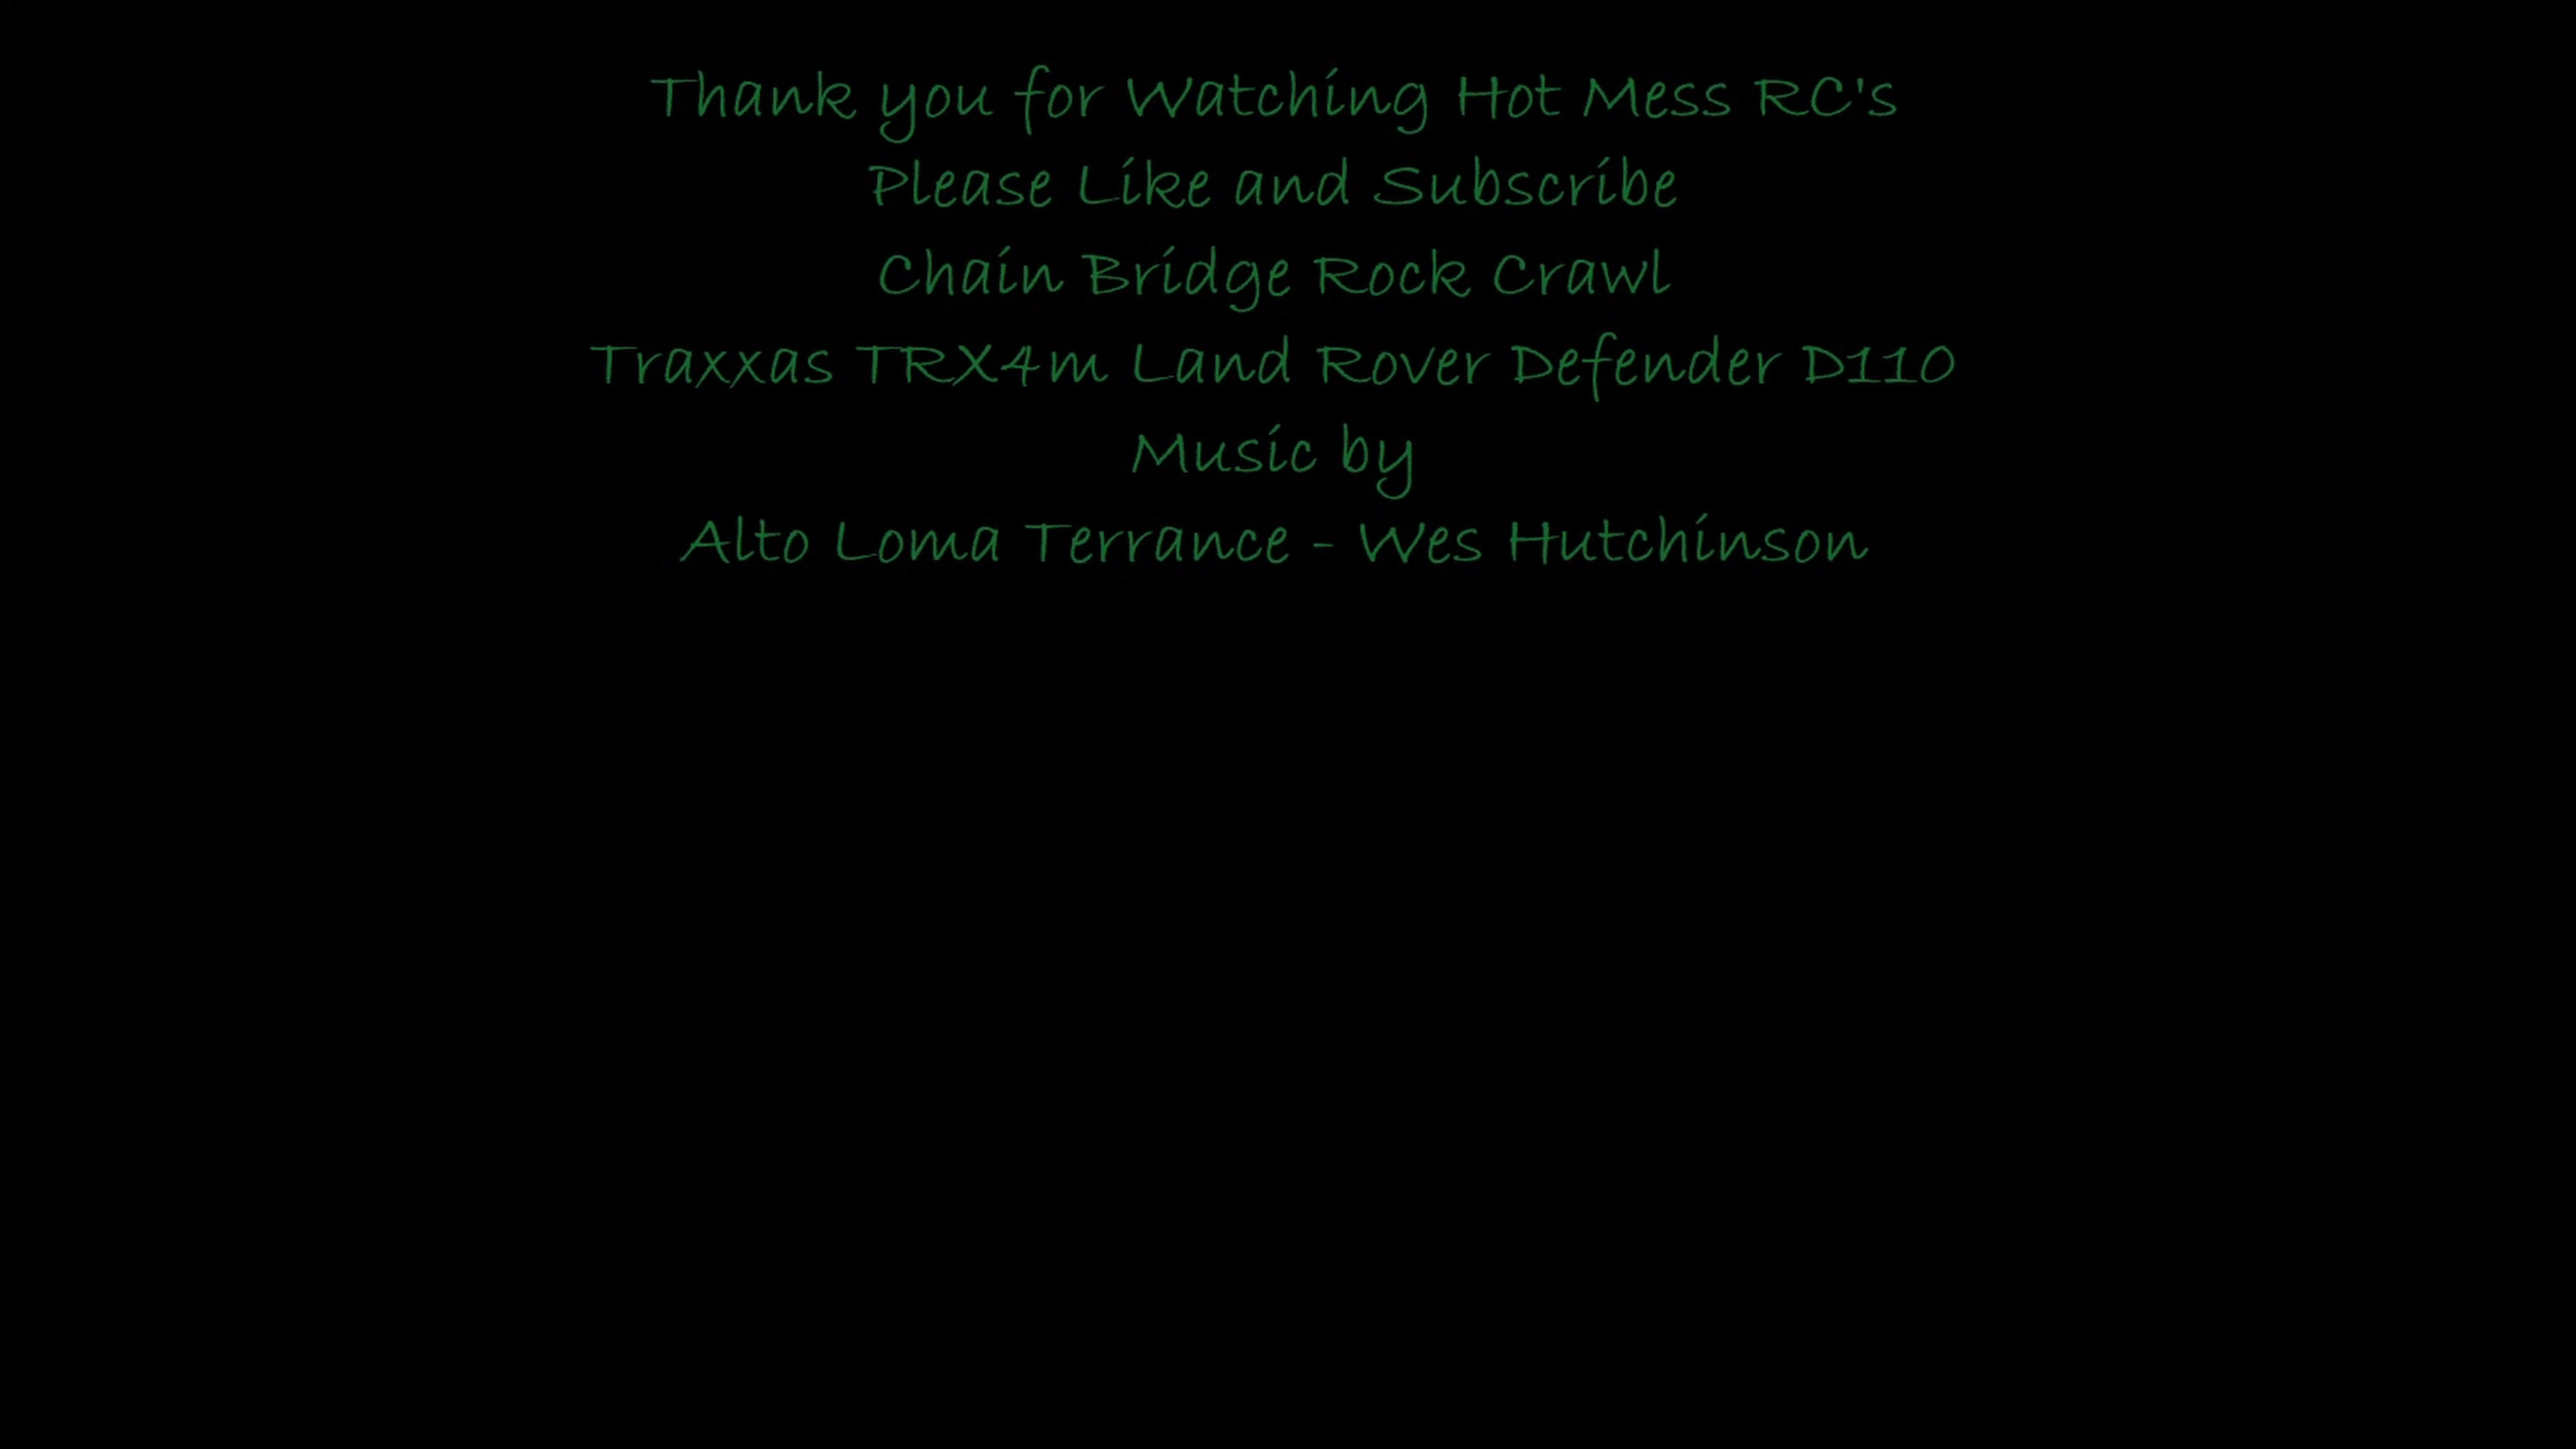 Thank you for Watching Hot Mess RC's
Please Like and Subscribe
Chain Bridge Rock Crawl
Traxxas TRX4m Land Rover Defender D110
Music by
Alto Loma Terrance - Wes Hutchinson